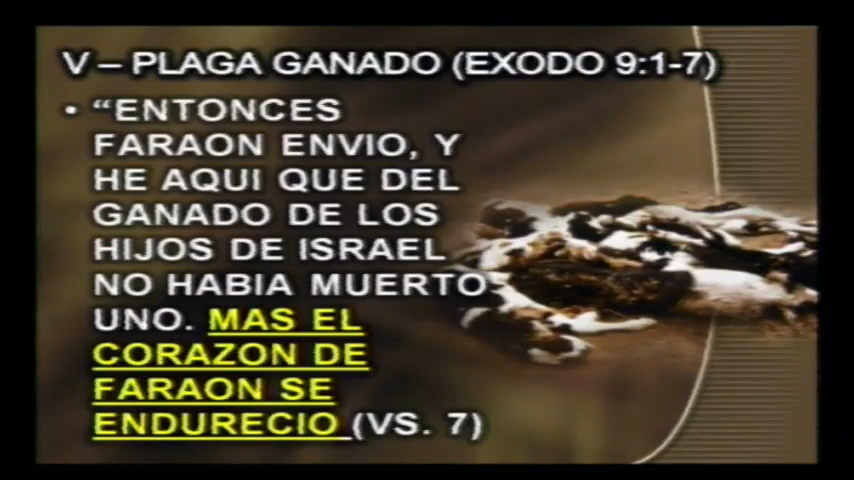 V – PLAGA GANADO (EXODO 9:1-7)
• “ENTONCES
FARAON ENVIO, Y
HE AQUI QUE DEL
GANADO DE LOS
HIJOS DE ISRAEL
NO HABIA MUERTO
UNO. MAS EL
CORAZON DE
FARAON SE
ENDURECIO (VS. 7)